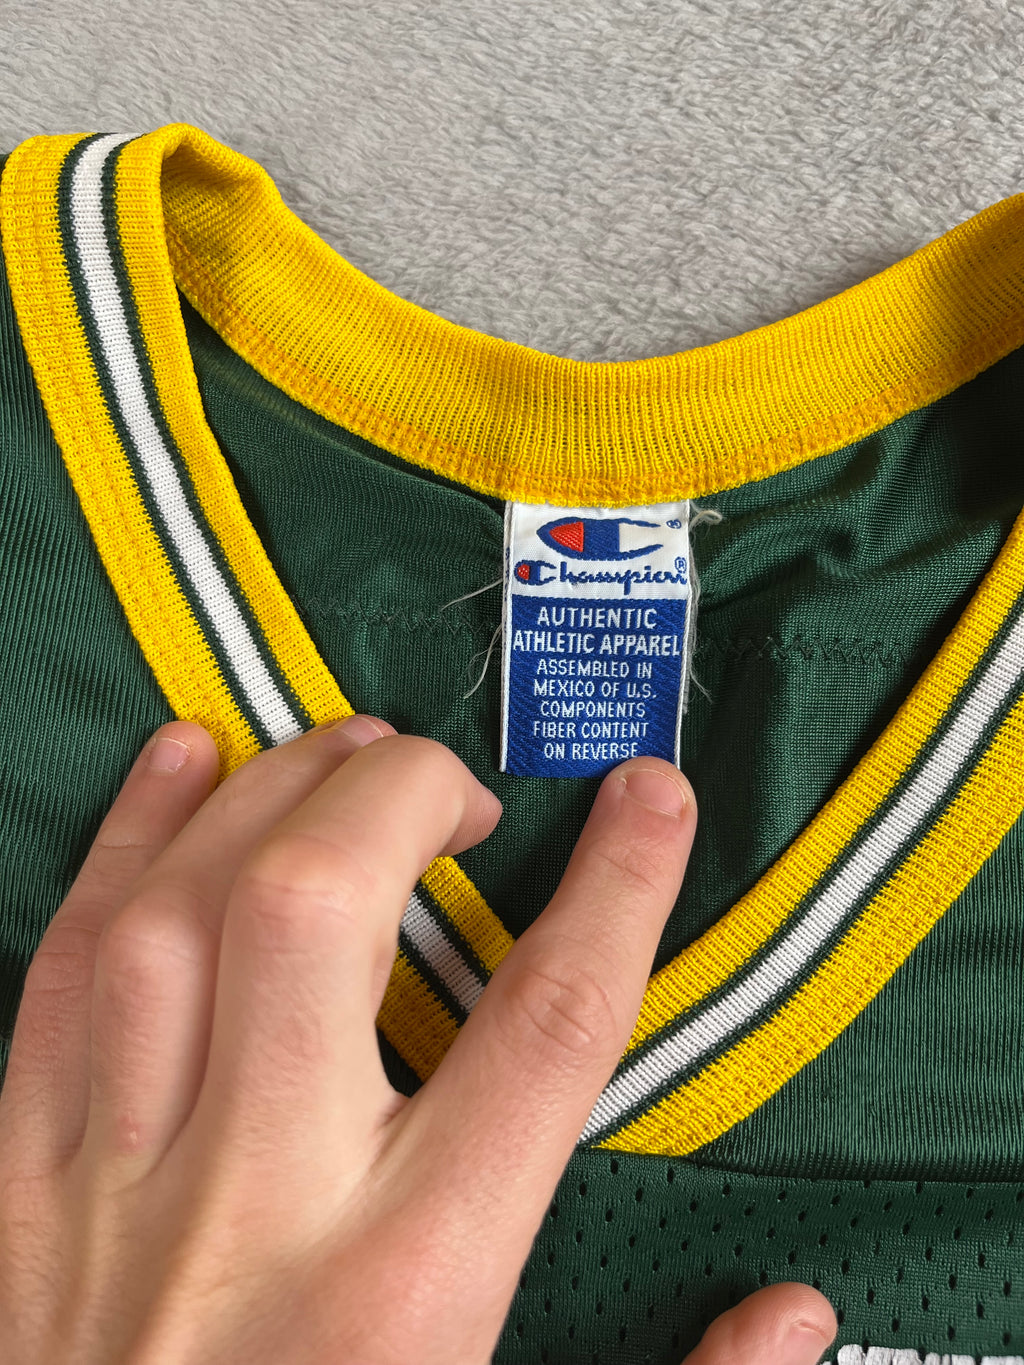 ®
Champion®
AUTHENTIC
ATHLETIC APPAREL
ASSEMBLED IN
MEXICO OF U.S.
COMPONENTS
FIBER CONTENT
ON REVERSE